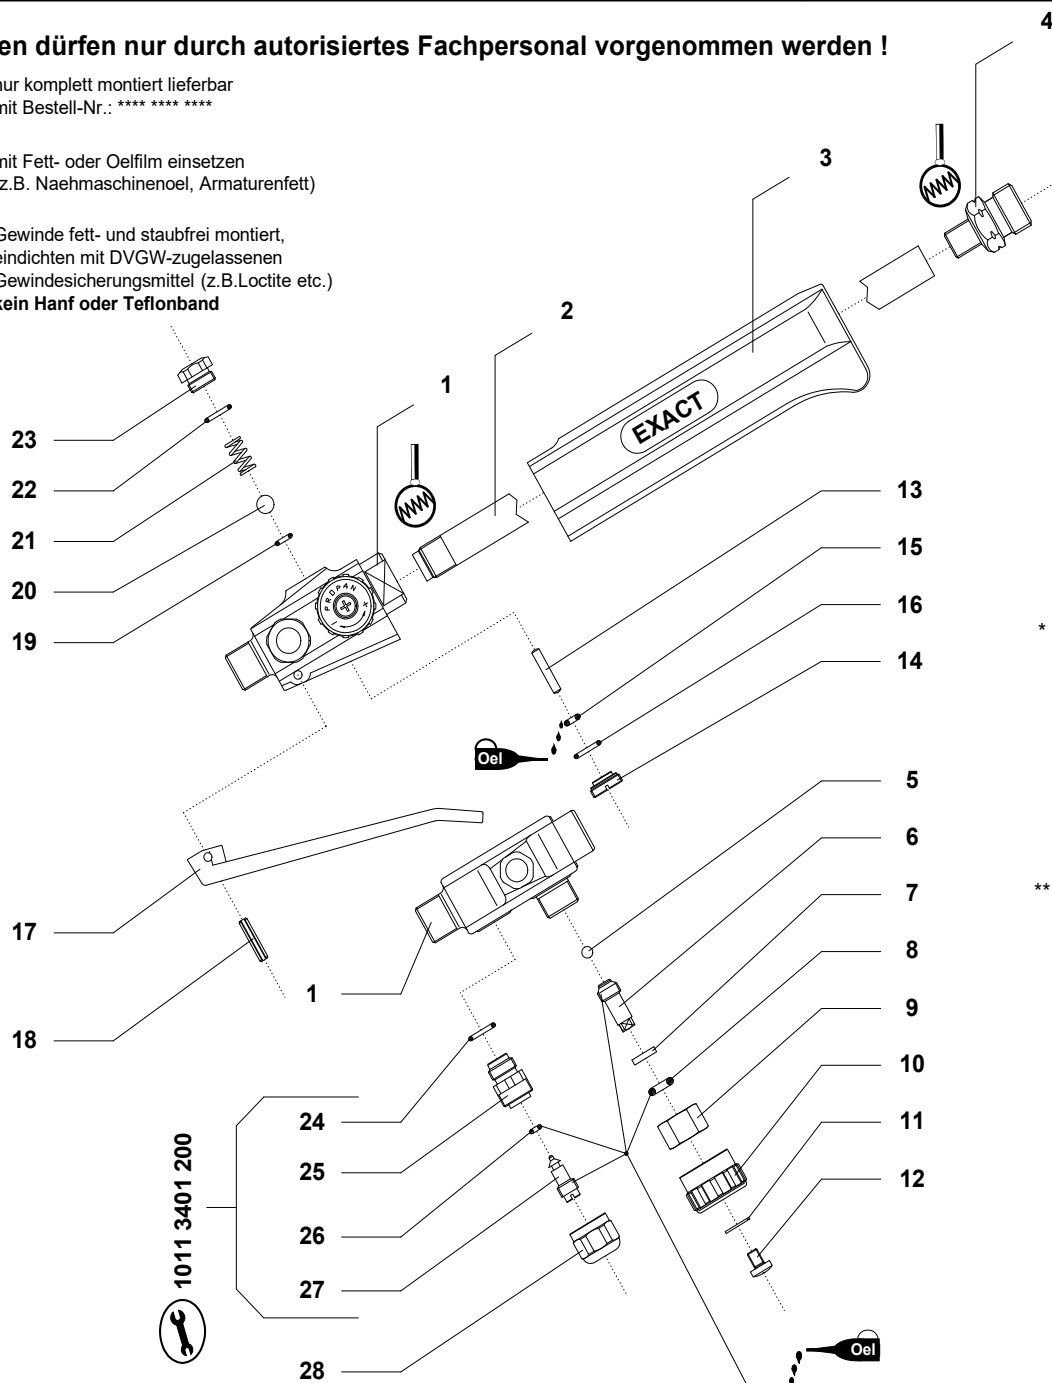 4
en dürfen nur durch autorisiertes Fachpersonal vorgenommen werden !
nur komplett montiert lieferbar
mit Bestell-Nr.: **** **** ****
mit Fett- oder Oelfilm einsetzen
z.B. Naehmaschinenoel, Armaturenfett)
Gewinde fett- und staubfrei montiert,
eindichten mit DVGW-zugelassenen
Gewindesicherungsmittel (z.B.Loctite etc.)
kein Hanf oder Teflonband
3
2
1
EXACT
23
22
21
20
19
PROPAN
+
13
15
16
*
14
Oel
5
6
7
**
8
9
10
11
12
17
18
1
24
25
26
27
28
1011 3401 200
Oel